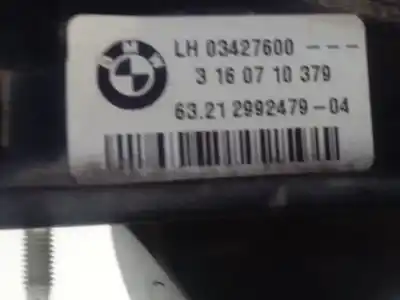 BMW
LH 03427600 ---
3 16 07 10 379
63.21 2992479-04